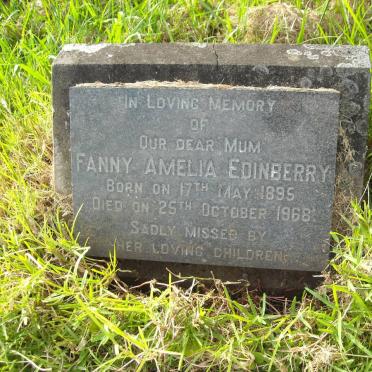 In Loving Memory
of
Our Dear Mum
Fanny Amelia Edinberry
Born on 17th May 1895
Died on 25th October 1968
Sadly Missed by
Her Loving Children